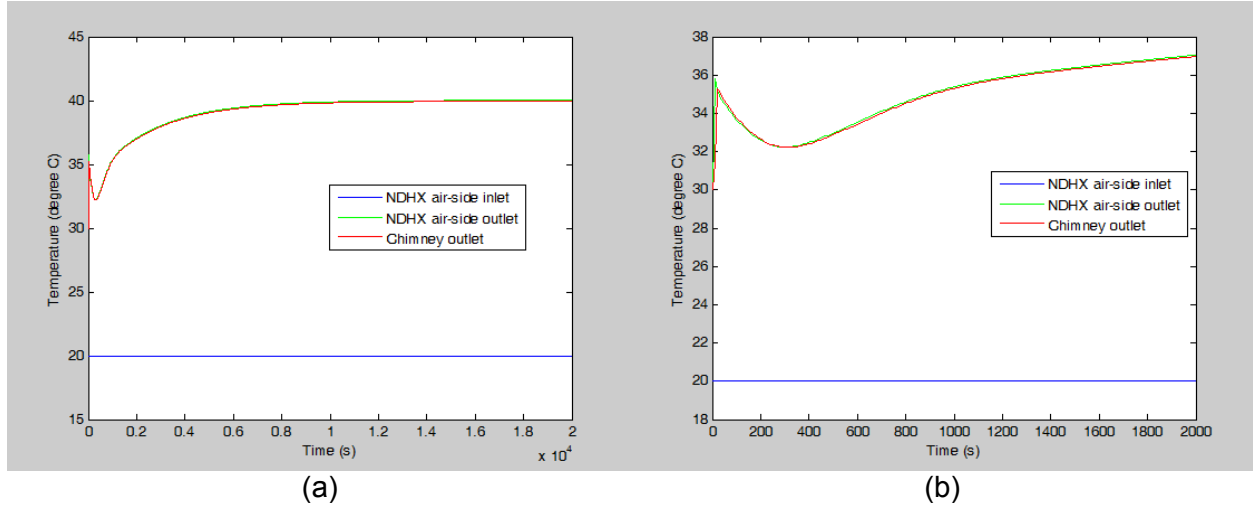 45
40
35
30
25
20
15
Temperature (degree C)
NDHX air-side inlet
NDHX air-side outlet
Chimney outlet
0 0.2 0.4 0.6 0.8 1 1.2 1.4 1.6 1.8 2
Time (s)
x 10^4
(a)
38
36
34
32
30
28
26
24
22
20
18
Temperature (degree C)
NDHX air-side inlet
NDHX air-side outlet
Chimney outlet
0 200 400 600 800 1000 1200 1400 1600 1800 2000
Time (s)
(b)